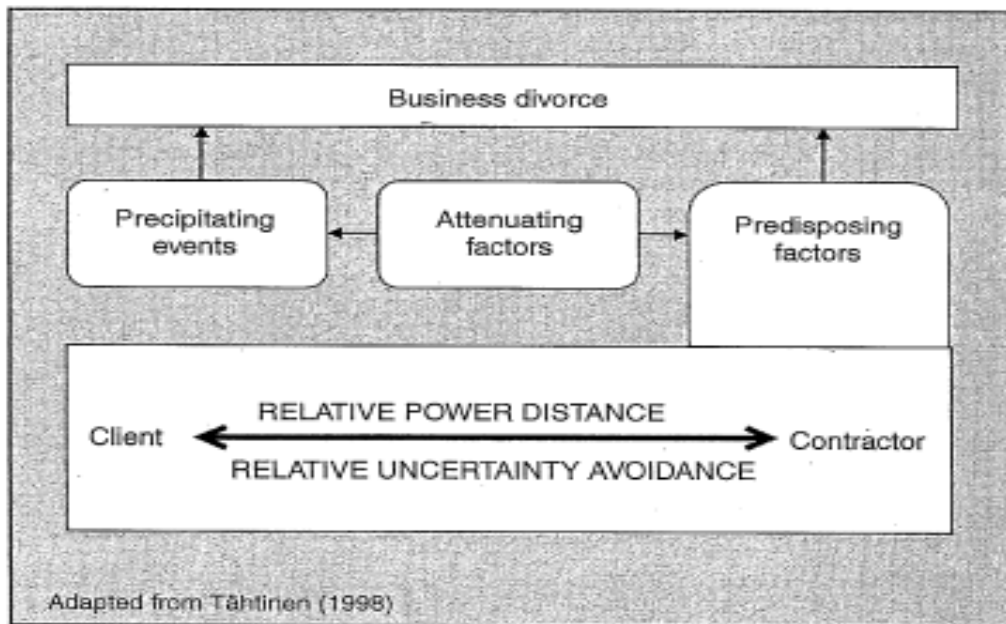 Business divorce
Precipitating
events
Attenuating
factors
Predisposing
factors
RELATIVE POWER DISTANCE
Client
Contractor
RELATIVE UNCERTAINTY AVOIDANCE
Adapted from Tähtinen (1998)